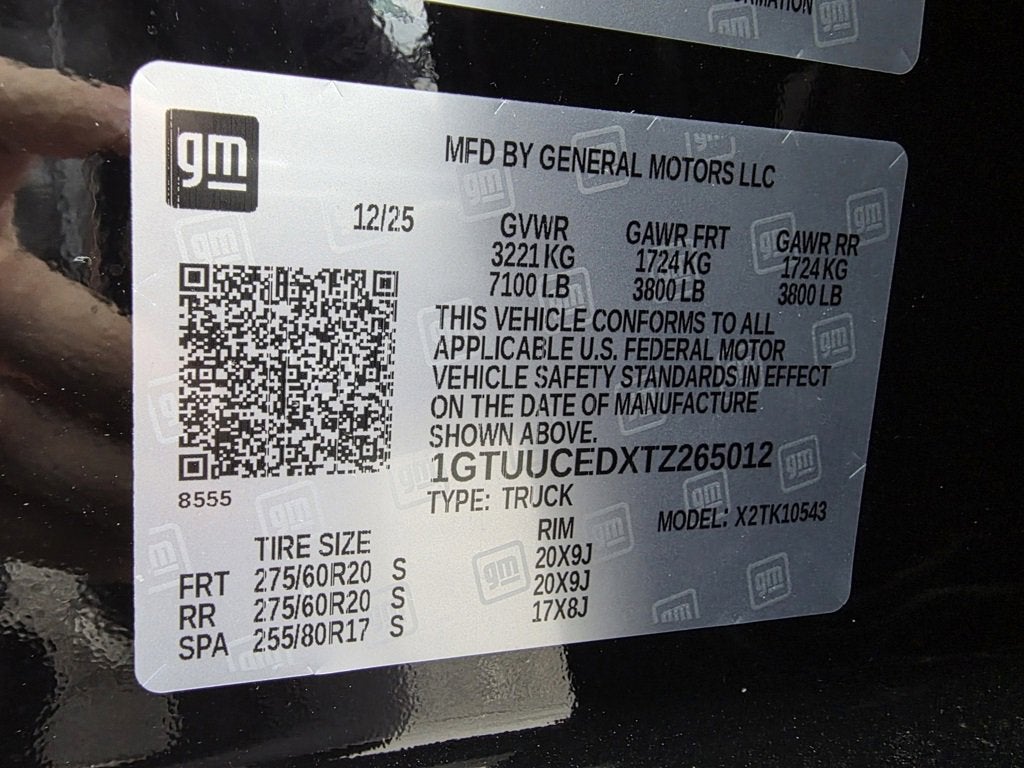 RMATION
gm
MFD BY GENERAL MOTORS LLC
12/25
GVWR GAWR FRT GAWR RR
3221 KG 1724 KG 1724 KG
7100 LB 3800 LB 3800 LB
THIS VEHICLE CONFORMS TO ALL
APPLICABLE U.S. FEDERAL MOTOR
VEHICLE SAFETY STANDARDS IN EFFECT
ON THE DATE OF MANUFACTURE
SHOWN ABOVE.
1GTUUCEDXTZ265012
8555
TYPE: TRUCK
MODEL: X2TK10543
TIRE SIZE RIM
FRT 275/60R20 S 20X9J
RR 275/60R20 S 20X9J
SPA 255/80R17 S 17X8J